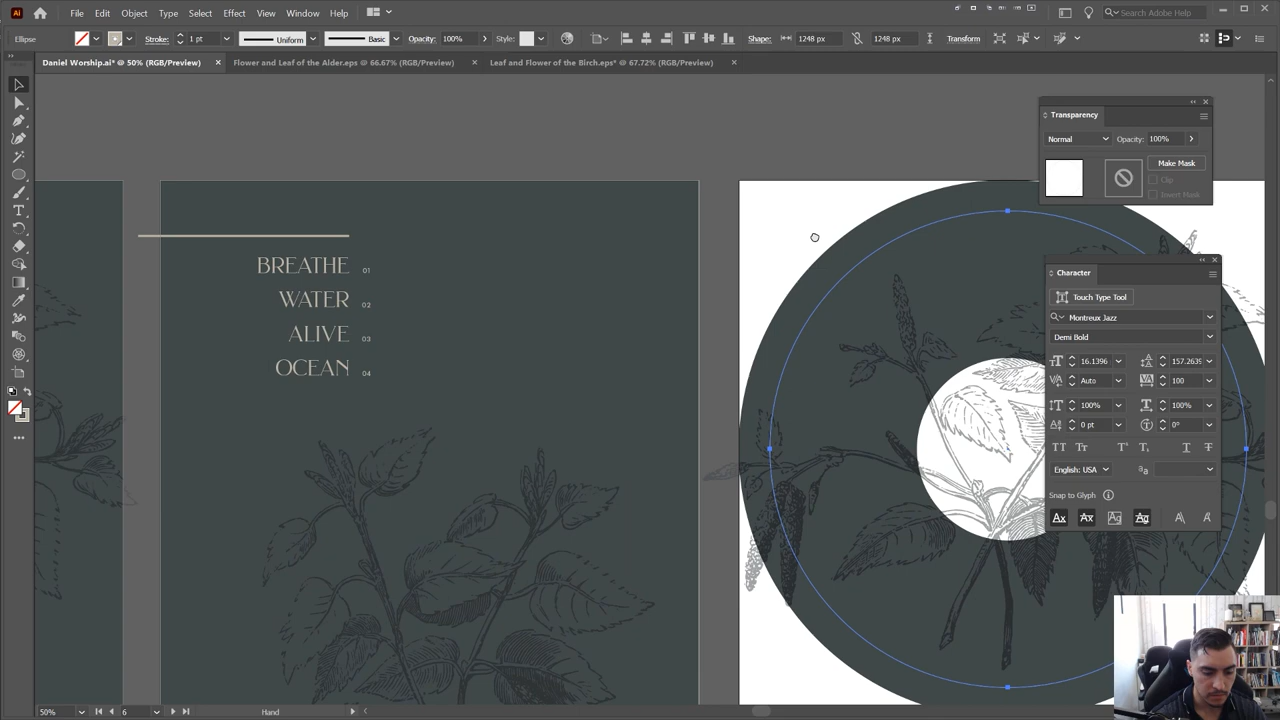 Ai File Edit Object Type Select Effect View Window Help Search Adobe Help
Ellipse Stroke: 1 pt Uniform Basic Opacity: 100% Style: Shape: 1248 px 1248 px Transform
Daniel Worship.ai* @ 50% (RGB/Preview) × Flower and Leaf of the Alder.eps @ 66.67% (RGB/Preview) × Leaf and Flower of the Birch.eps* @ 67.72% (RGB/Preview) ×
BREATHE 01
WATER 02
ALIVE 03
OCEAN 04
Transparency
Normal Opacity: 100%
Make Mask
Clip
Invert Mask
Character
Touch Type Tool
Montreux Jazz
Demi Bold
16.1396 157.263
Auto 100
100% 100%
0 pt 0°
English: USA
Snap to Glyph
50% 6 Hand